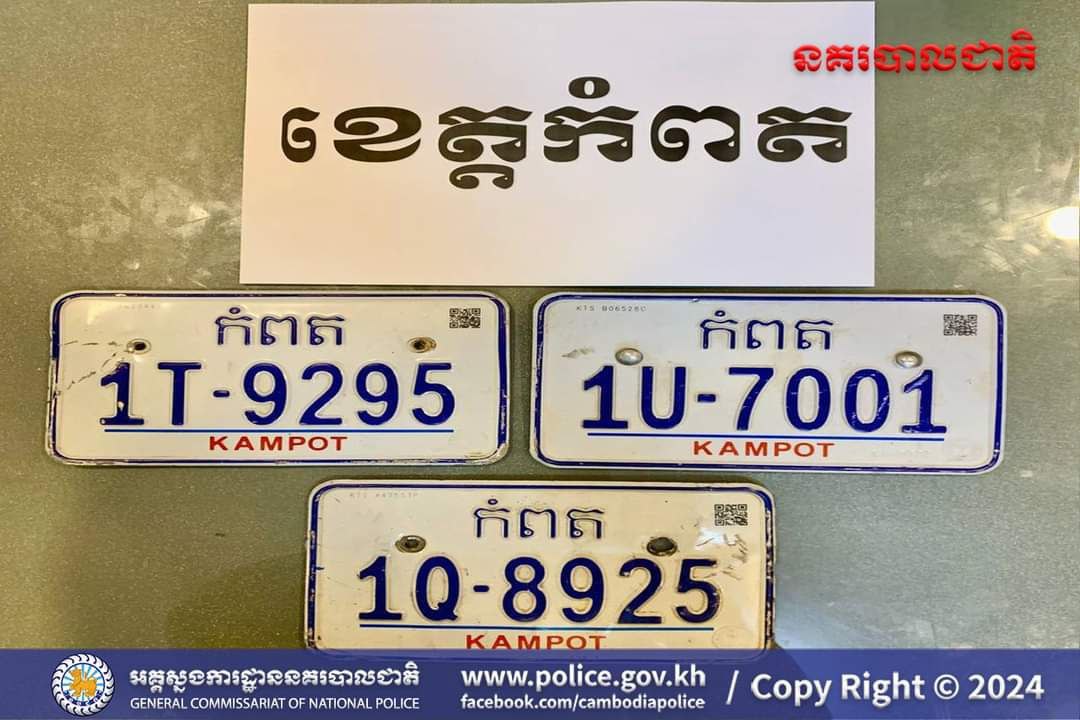 នគរបាលជាតិ
ខេត្តកំពត
កំពត
1T-9295
KAMPOT
KTS B06528C
កំពត
1U-7001
KAMPOT
កំពត
1Q-8925
KAMPOT
អគ្គស្នងការដ្ឋាននគរបាលជាតិ
GENERAL COMMISSARIAT OF NATIONAL POLICE
www.police.gov.kh
facebook.com/cambodiapolice
/ Copy Right © 2024